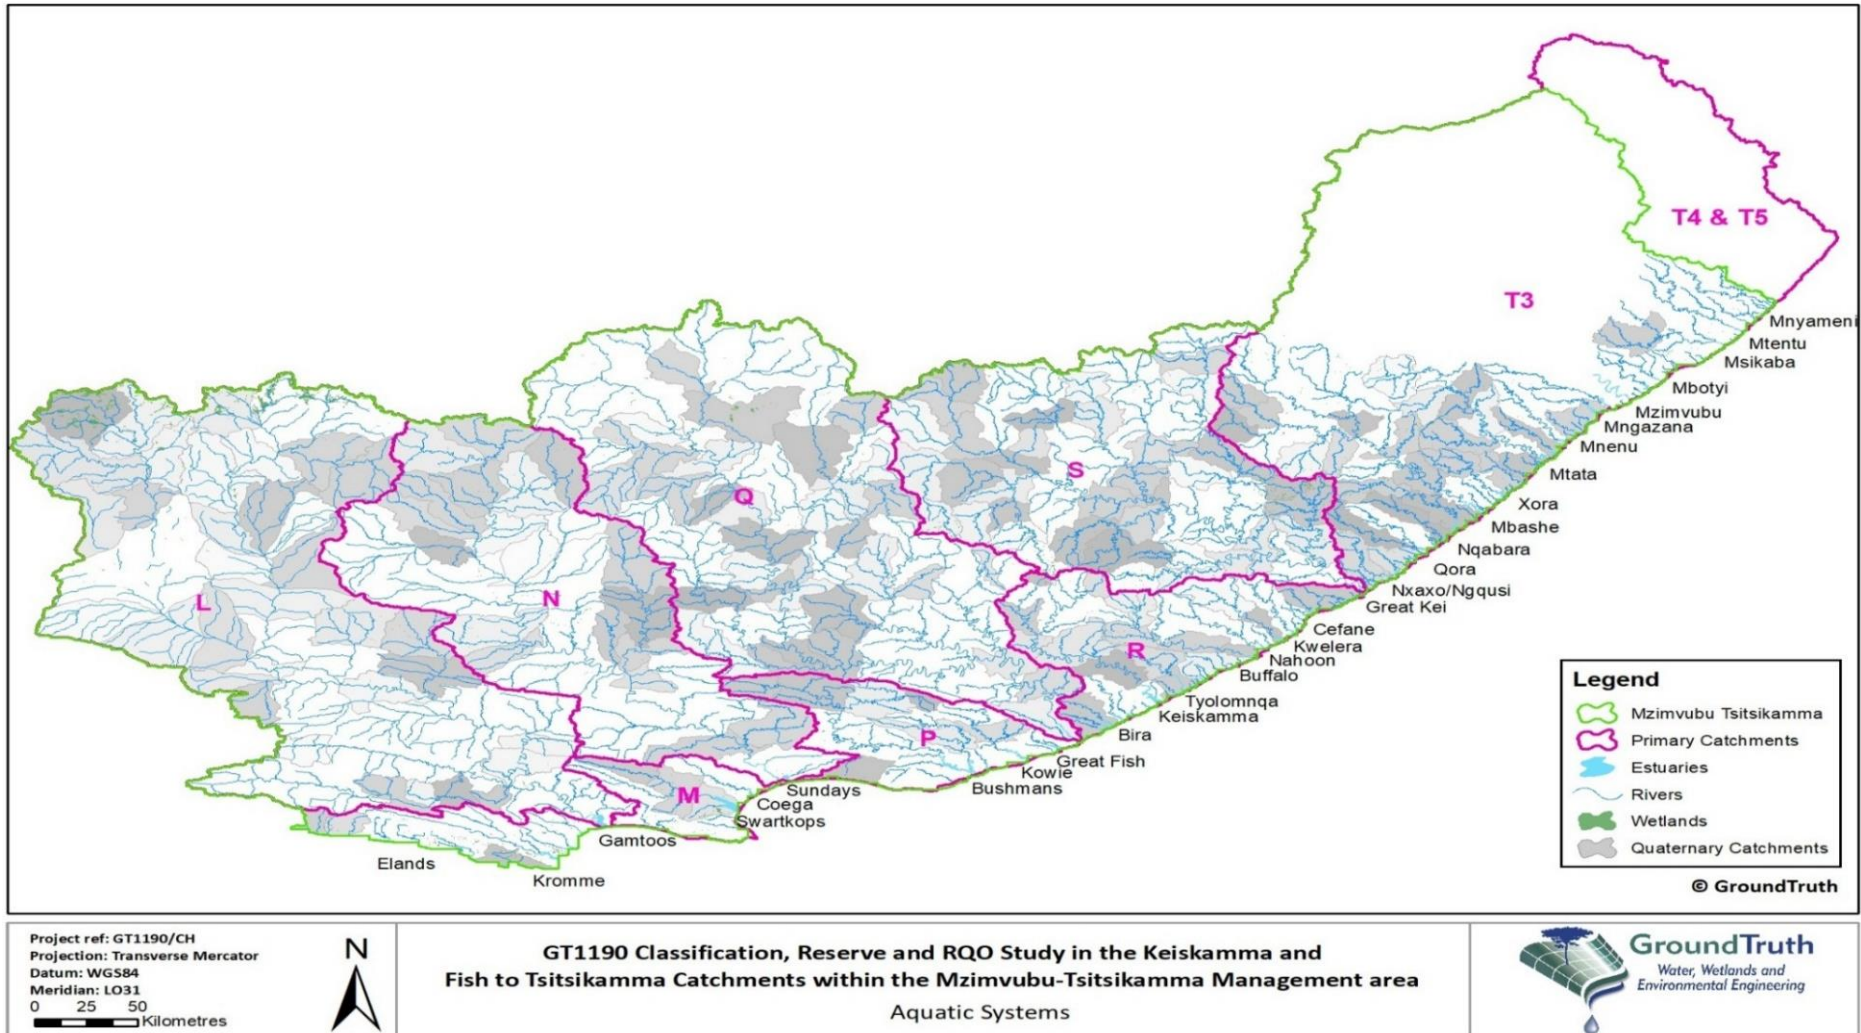 T4 & T5
T3
Mnyameni
Mtentu
Msikaba
Mbotyi
Mzimvubu
Mngazana
Mnenu
S
Mtata
Q
Xora
Mbashe
Nqabara
Qora
Nxaxo/Ngqusi
L
N
Great Kei
Cefane
Kwelera
R
Nahoon
Buffalo
Tyolomnqa
Keiskamma
Bira
P
Great Fish
Kowie
Bushmans
Sundays
M
Coega
Swartkops
Gamtoos
Elands
Kromme
Legend
Mzimvubu Tsitsikamma
Primary Catchments
Estuaries
Rivers
Wetlands
Quaternary Catchments
© GroundTruth
Project ref: GT1190/CH
Projection: Transverse Mercator
Datum: WGS84
Meridian: LO31
0 25 50
Kilometres
N
GT1190 Classification, Reserve and RQO Study in the Keiskamma and
Fish to Tsitsikamma Catchments within the Mzimvubu-Tsitsikamma Management area
Aquatic Systems
GroundTruth
Water, Wetlands and
Environmental Engineering